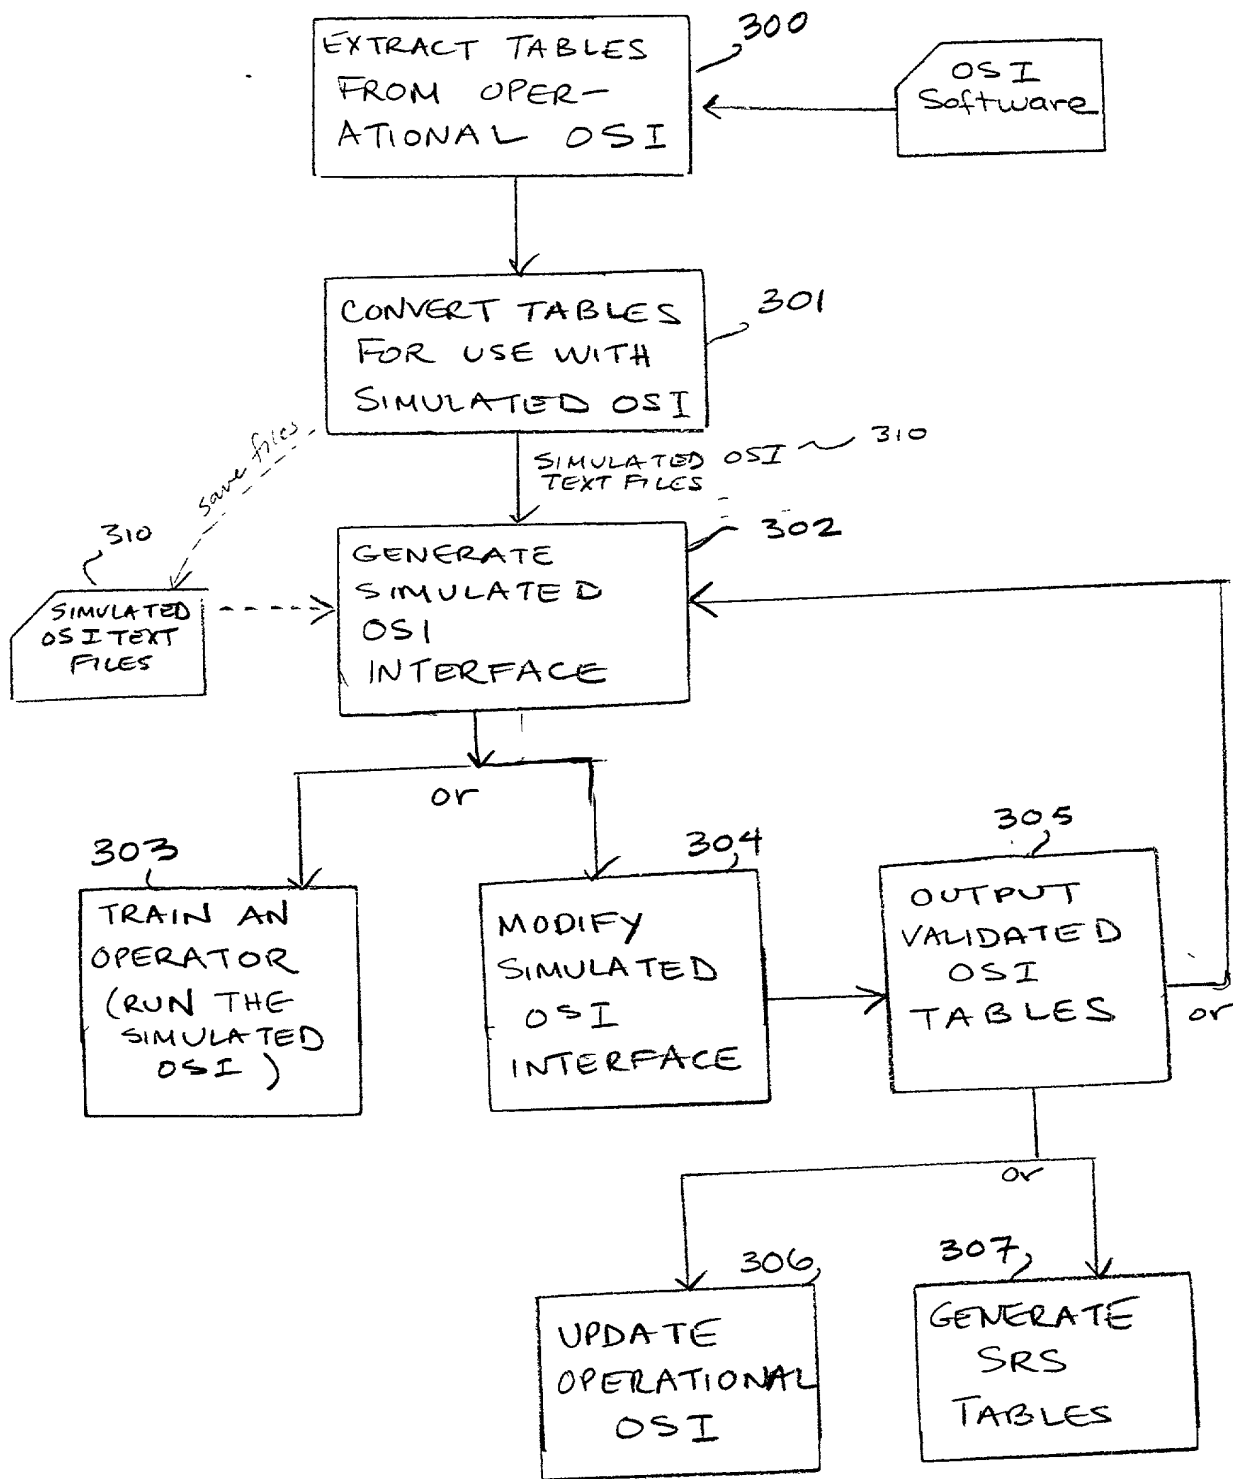 EXTRACT TABLES
FROM OPER-
ATIONAL OSI
300
OSI
Software
CONVERT TABLES
FOR USE WITH
SIMULATED OSI
301
save files
SIMULATED OSI
TEXT FILES
310
310
SIMULATED
OSI TEXT
FILES
302
GENERATE
SIMULATED
OSI
INTERFACE
or
303
TRAIN AN
OPERATOR
(RUN THE
SIMULATED
OSI)
304
MODIFY
SIMULATED
OSI
INTERFACE
305
OUTPUT
VALIDATED
OSI
TABLES
or
or
306
UPDATE
OPERATIONAL
OSI
307
GENERATE
SRS
TABLES